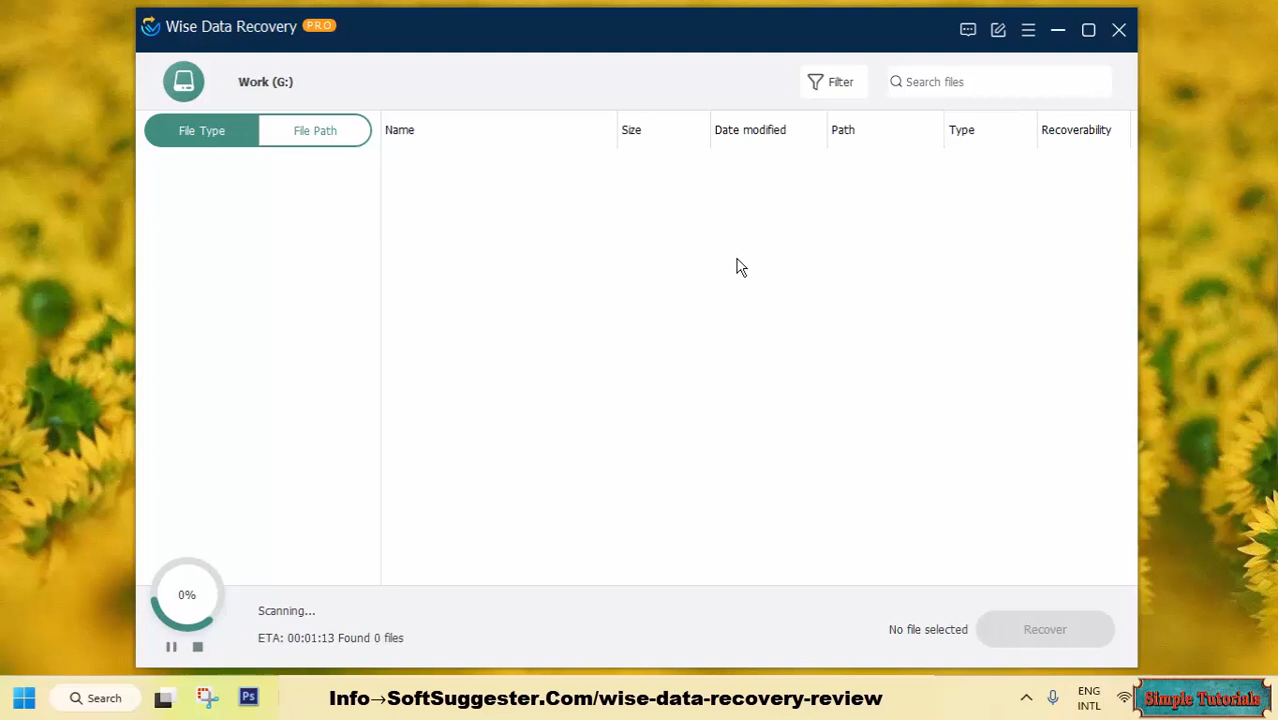 Wise Data Recovery PRO
Work (G:)
Filter
Search files
File Type
File Path
Name
Size
Date modified
Path
Type
Recoverability
0%
Scanning...
ETA: 00:01:13 Found 0 files
No file selected
Recover
Search
Ps
Info→SoftSuggester.Com/wise-data-recovery-review
ENG
INTL
Simple Tutorials